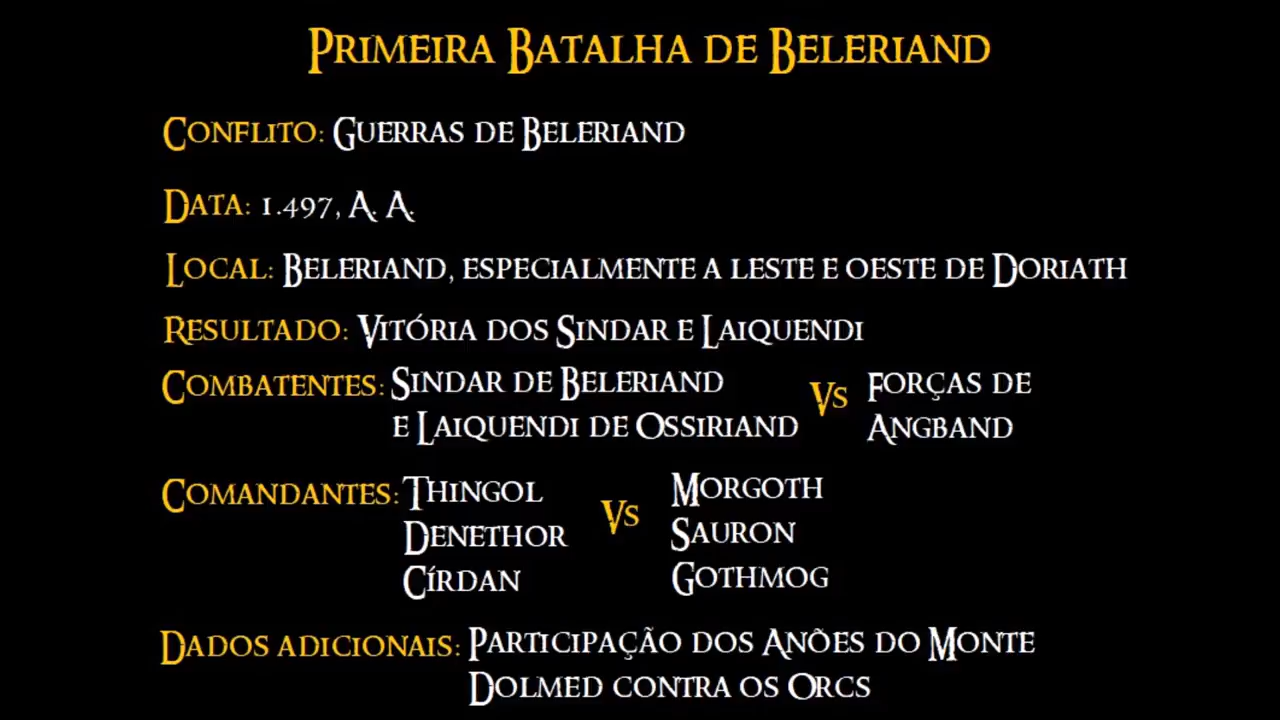 Primeira Batalha de Beleriand
Conflito: Guerras de Beleriand
Data: 1.497, A. A.
Local: Beleriand, especialmente a leste e oeste de Doriath
Resultado: Vitória dos Sindar e Laiquendi
Combatentes: Sindar de Beleriand e Laiquendi de Ossiriand Vs Forças de Angband
Comandantes: Thingol Denethor Círdan Vs Morgoth Sauron Gothmog
Dados adicionais: Participação dos Anões do Monte
Dolmed contra os Orcs